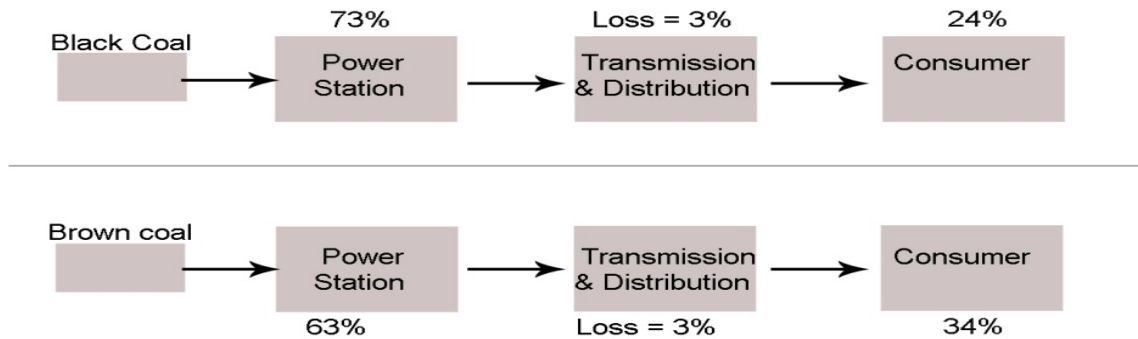 73%
Loss = 3%
24%
Black Coal
Power
Station
Transmission
& Distribution
Consumer
Brown coal
Power
Station
Transmission
& Distribution
Consumer
63%
Loss = 3%
34%